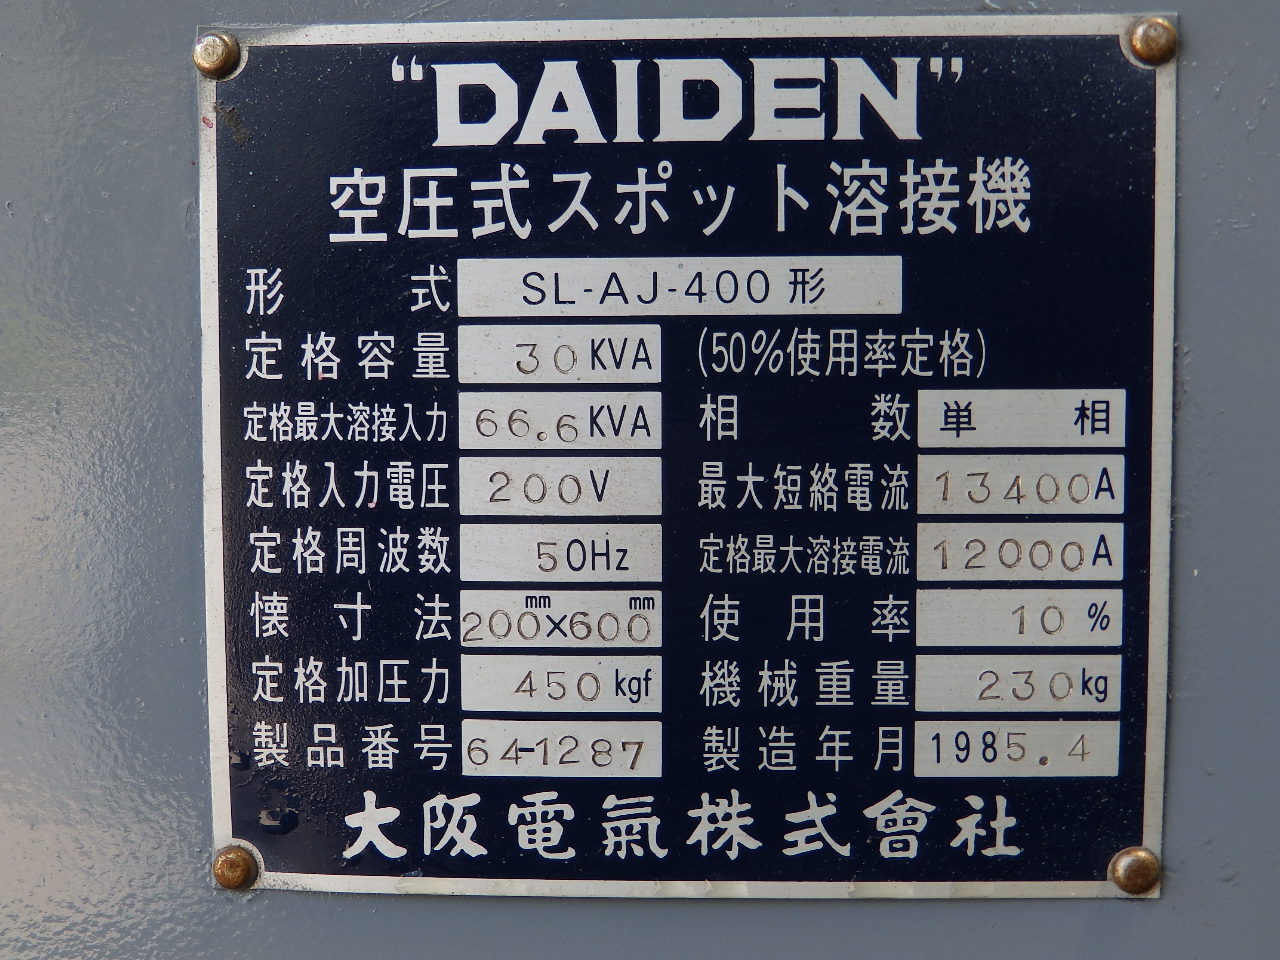 “DAIDEN”
空圧式スポット溶接機
形式 SL-AJ-400形
定格容量 30KVA (50%使用率定格)
定格最大溶接入力 66.6KVA 相数 単相
定格入力電圧 200V 最大短絡電流 13400A
定格周波数 50Hz 定格最大溶接電流 12000A
懐寸法 200mm×600mm 使用率 10%
定格加圧力 450kgf 機械重量 230kg
製品番号 64-1287 製造年月 1985.4
大阪電氣株式會社